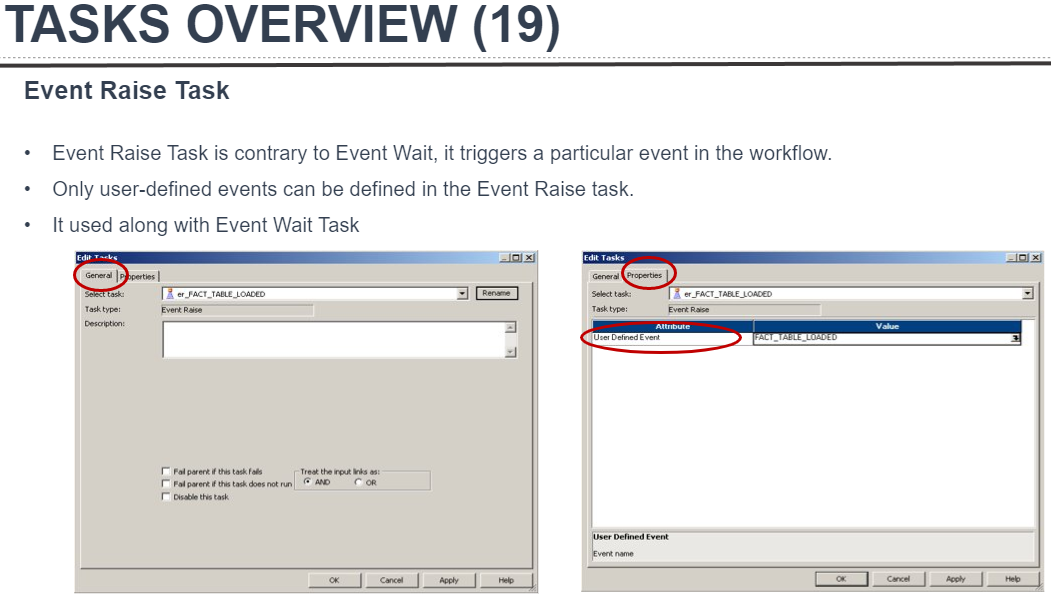 TASKS OVERVIEW (19)
Event Raise Task
• Event Raise Task is contrary to Event Wait, it triggers a particular event in the workflow.
• Only user-defined events can be defined in the Event Raise task.
• It used along with Event Wait Task
Edit Tasks
General Properties
Select task: er_FACT_TABLE_LOADED Rename
Task type: Event Raise
Description:
Fail parent if this task fails
Fail parent if this task does not run
Disable this task
Treat the input links as:
AND OR
OK Cancel Apply Help
Edit Tasks
General Properties
Select task: er_FACT_TABLE_LOADED
Task type: Event Raise
Attribute Value
User Defined Event FACT_TABLE_LOADED
User Defined Event
Event name
OK Cancel Apply Help